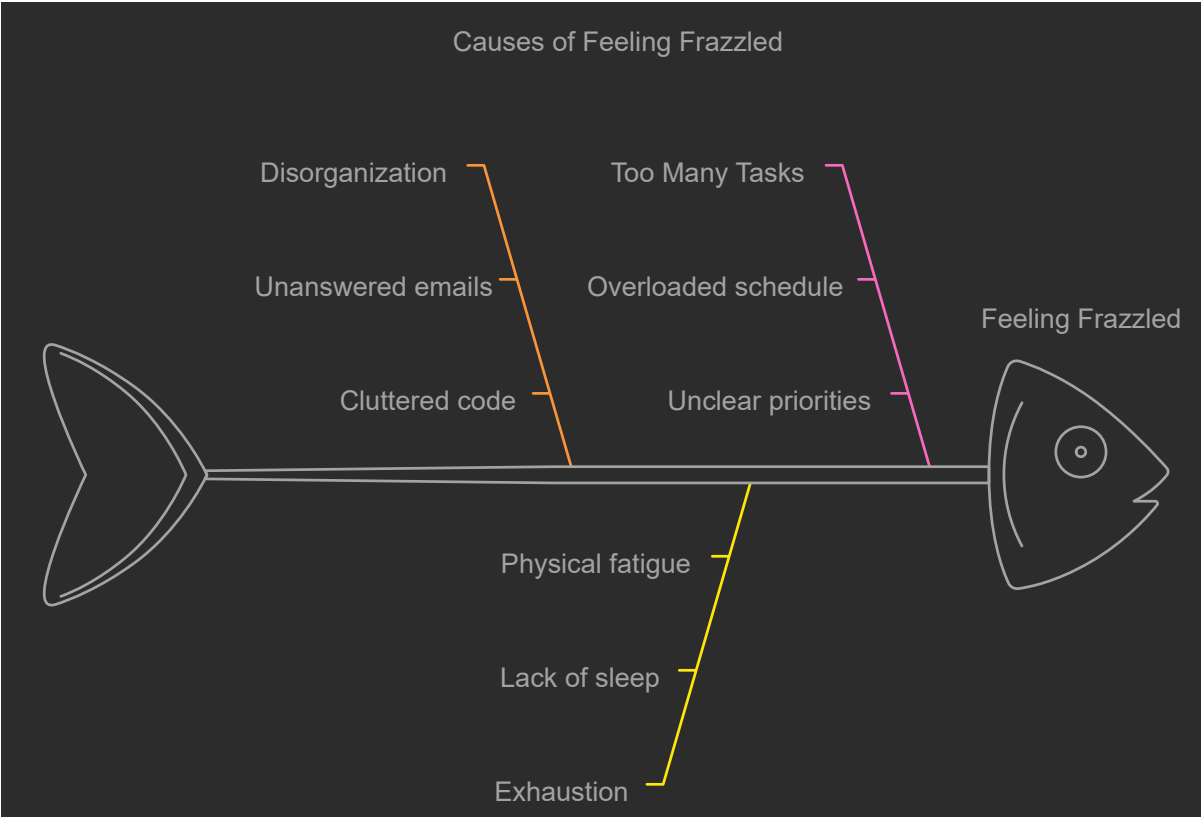 Causes of Feeling Frazzled
Disorganization
Unanswered emails
Cluttered code
Too Many Tasks
Overloaded schedule
Unclear priorities
Feeling Frazzled
Physical fatigue
Lack of sleep
Exhaustion